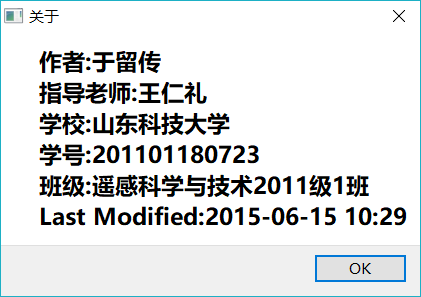 关于
作者:于留传
指导老师:王仁礼
学校:山东科技大学
学号:201101180723
班级:遥感科学与技术2011级1班
Last Modified:2015-06-15 10:29
OK